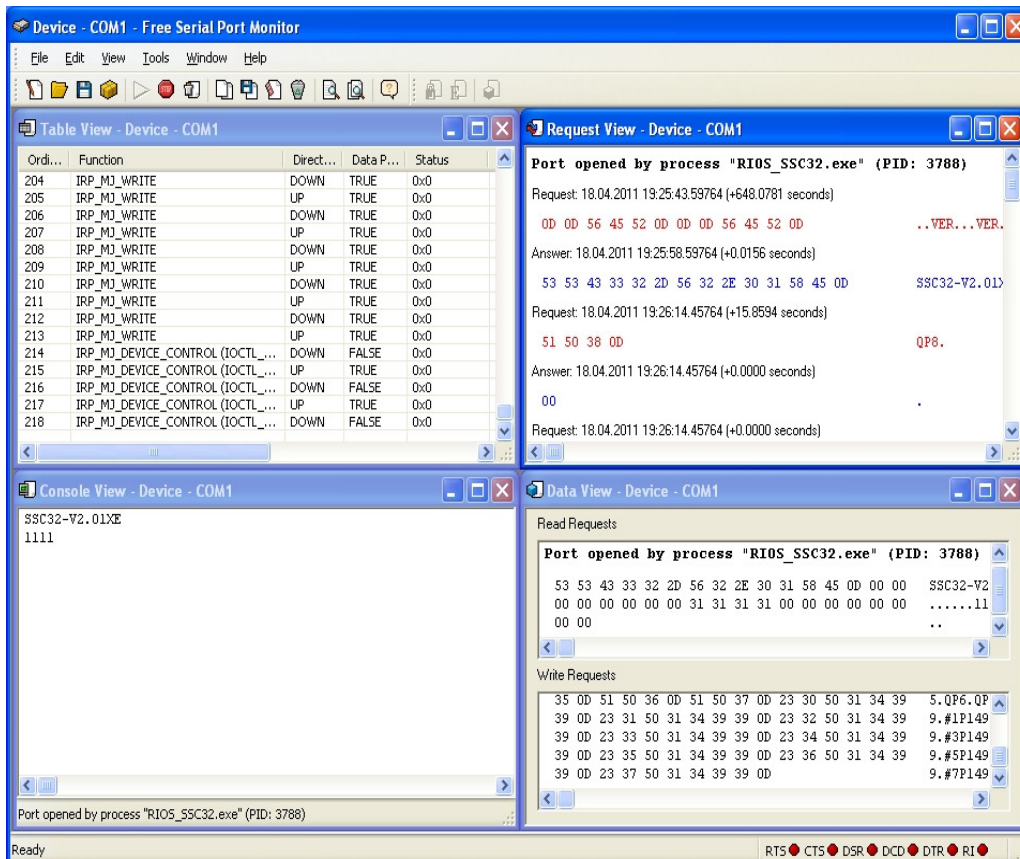 Device - COM1 - Free Serial Port Monitor
File Edit View Tools Window Help
Table View - Device - COM1
Ordi... Function Direct... Data P... Status
204 IRP_MJ_WRITE DOWN TRUE 0x0
205 IRP_MJ_WRITE UP TRUE 0x0
206 IRP_MJ_WRITE DOWN TRUE 0x0
207 IRP_MJ_WRITE UP TRUE 0x0
208 IRP_MJ_WRITE DOWN TRUE 0x0
209 IRP_MJ_WRITE UP TRUE 0x0
210 IRP_MJ_WRITE DOWN TRUE 0x0
211 IRP_MJ_WRITE UP TRUE 0x0
212 IRP_MJ_WRITE DOWN TRUE 0x0
213 IRP_MJ_WRITE UP TRUE 0x0
214 IRP_MJ_DEVICE_CONTROL (IOCTL_... DOWN FALSE 0x0
215 IRP_MJ_DEVICE_CONTROL (IOCTL_... UP TRUE 0x0
216 IRP_MJ_DEVICE_CONTROL (IOCTL_... DOWN FALSE 0x0
217 IRP_MJ_DEVICE_CONTROL (IOCTL_... UP TRUE 0x0
218 IRP_MJ_DEVICE_CONTROL (IOCTL_... DOWN FALSE 0x0
Request View - Device - COM1
Port opened by process "RIOS_SSC32.exe" (PID: 3788)
Request: 18.04.2011 19:25:43.59764 (+648.0781 seconds)
0D 0D 56 45 52 0D 0D 0D 56 45 52 0D ..VER...VER.
Answer: 18.04.2011 19:25:58.59764 (+0.0156 seconds)
53 53 43 33 32 2D 56 32 2E 30 31 58 45 0D SSC32-V2.01X
Request: 18.04.2011 19:26:14.45764 (+15.8594 seconds)
51 50 38 0D QP8.
Answer: 18.04.2011 19:26:14.45764 (+0.0000 seconds)
00 .
Request: 18.04.2011 19:26:14.45764 (+0.0000 seconds)
Console View - Device - COM1
SSC32-V2.01XE
1111
Port opened by process "RIOS_SSC32.exe" (PID: 3788)
Data View - Device - COM1
Read Requests
Port opened by process "RIOS_SSC32.exe" (PID: 3788)
53 53 43 33 32 2D 56 32 2E 30 31 58 45 0D 00 00 SSC32-V2
00 00 00 00 00 00 31 31 31 31 00 00 00 00 00 00 ......11
00 00 ..
Write Requests
35 0D 51 50 36 0D 51 50 37 0D 23 30 50 31 34 39 5.QP6.QP
39 0D 23 31 50 31 34 39 39 0D 23 32 50 31 34 39 9.#1P149
39 0D 23 33 50 31 34 39 39 0D 23 34 50 31 34 39 9.#3P149
39 0D 23 35 50 31 34 39 39 0D 23 36 50 31 34 39 9.#5P149
39 0D 23 37 50 31 34 39 39 0D 9.#7P149
Ready RTS CTS DSR DCD DTR RI